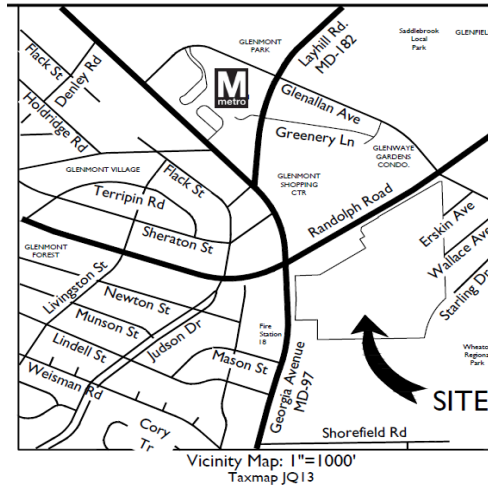 GLENMONT
PARK
Layhill Rd.
MD-182
Saddlebrook
Local
Park
GLENFIEL
Flack St
Denley Rd
Holdridge Rd
M
metro
Glenallan Ave
Greenery Ln
GLENWAYE
GARDENS
CONDO.
GLENMONT VILLAGE
Flack St
GLENMONT
SHOPPING
CTR
Terripin Rd
Randolph Road
Sheraton St
Erskin Ave
Wallace Ave
Starling Dr
GLENMONT
FOREST
Livingston St
Newton St
Munson St
Judson Dr
Lindell St
Weisman Rd
Mason St
Fire
Station
18
Georgia Avenue
MD-97
Wheato
Regional
Park
SITE
Cory
Tr
Shorefield Rd
Vicinity Map: 1"=1000'
Taxmap JQ13